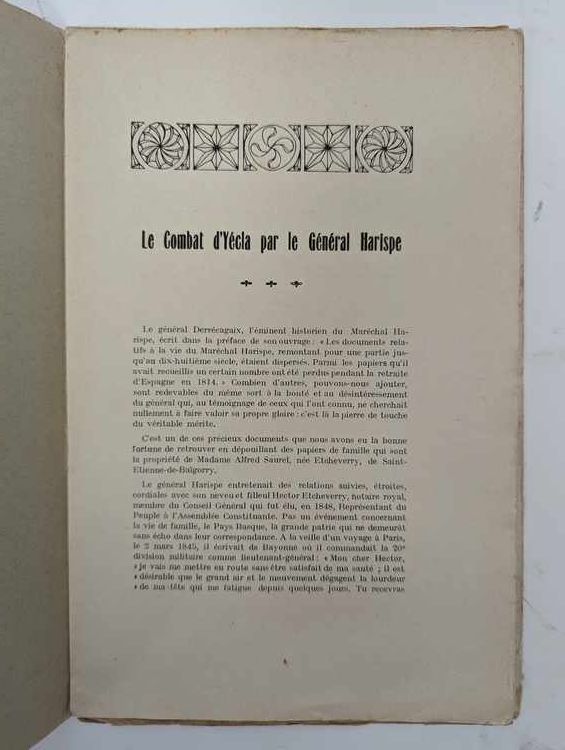 Le Combat d'Yécla par le Général Harispe
Le général Derrécagaix, l'éminent historien du Maréchal Ha-
rispe, écrit dans la préface de son ouvrage : « Les documents rela-
tifs à la vie du Maréchal Harispe, remontant pour une partie jus-
qu'au dix-huitième siècle, étaient dispersés. Parmi les papiers qu'il
avait recueillis un certain nombre ont été perdus pendant la retraite
d'Espagne en 1814. » Combien d'autres, pouvons-nous ajouter,
sont redevables du même sort à la bonté et au désintéressement
du général qui, au témoignage de ceux qui l'ont connu, ne cherchait
nullement à faire valoir sa propre gloire : c'est là la pierre de touche
du véritable mérite.
C'est un de ces précieux documents que nous avons eu la bonne
fortune de retrouver en dépouillant des papiers de famille qui sont
la propriété de Madame Alfred Saurel, née Etcheverry, de Saint-
Etienne-de-Baïgorry.
Le général Harispe entretenait des relations suivies, étroites,
cordiales avec son neveu et filleul Hector Etcheverry, notaire royal,
membre du Conseil Général qui fut élu, en 1848, Représentant du
Peuple à l'Assemblée Constituante. Pas un événement concernant
la vie de famille, le Pays Basque, la grande patrie qui ne demeurât
sans écho dans leur correspondance. A la veille d'un voyage à Paris,
le 2 mars 1845, il écrivait de Bayonne où il commandait la 20e
division militaire comme lieutenant-général : « Mon cher Hector,
« je vais me mettre en route sans être satisfait de ma santé ; il est
« désirable que le grand air et le mouvement dégagent la lourdeur
« de ma tête qui me fatigue depuis quelques jours. Tu recevras